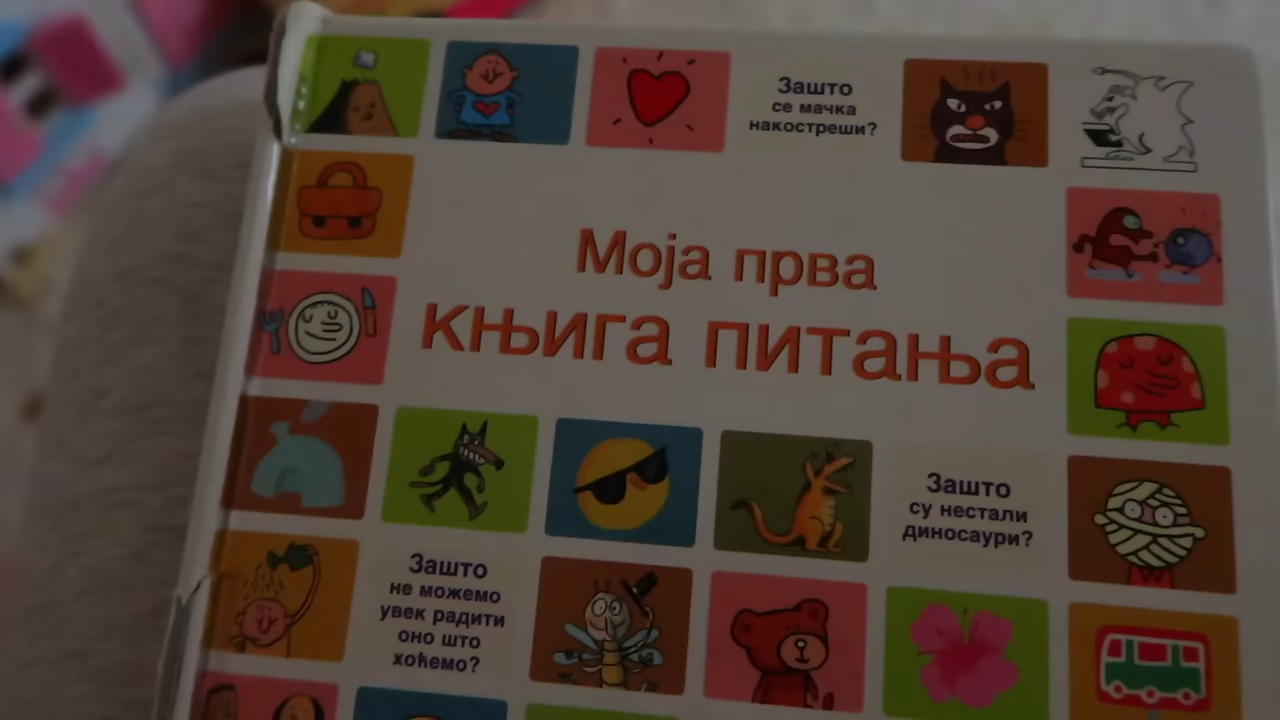 Зашто
се мачка
накостреши?
Моја прва
књига питања
Зашто
су нестали
диносаури?
Зашто
не можемо
увек радити
оно што
хоћемо?